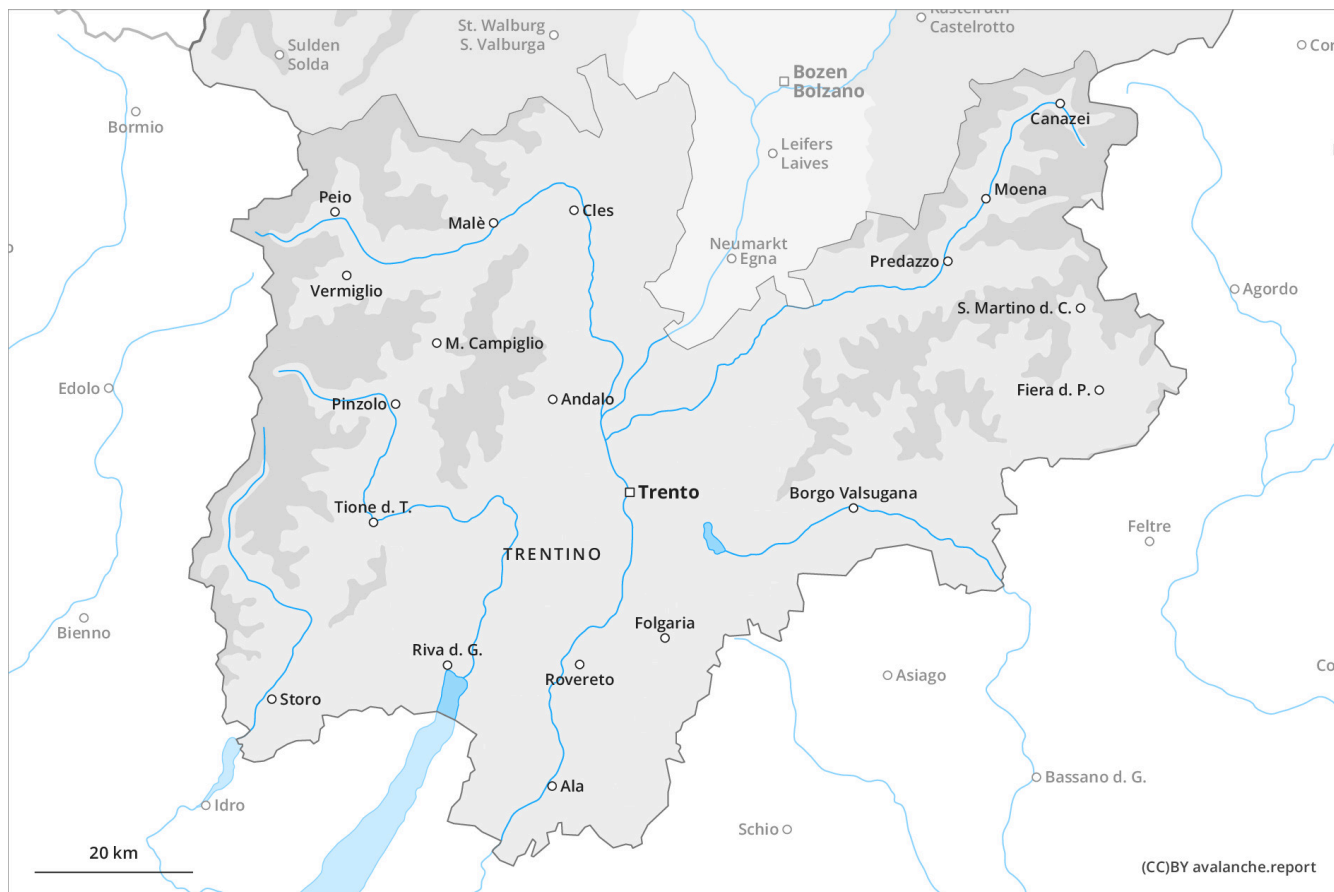 St. Walburg
S. Valburga
Castelrotto
Sulden
Solda
Bozen
Bolzano
Bormio
Canazei
Leifers
Laives
Peio
Moena
Malè
Cles
Neumarkt
Egna
Predazzo
Vermiglio
Agordo
S. Martino d. C.
M. Campiglio
Edolo
Fiera d. P.
Pinzolo
Andalo
Trento
Borgo Valsugana
Tione d. T.
Feltre
TRENTINO
Bienno
Folgaria
Riva d. G.
Rovereto
Asiago
Storo
Bassano d. G.
Ala
Idro
Schio
20 km
(CC)BY avalanche.report